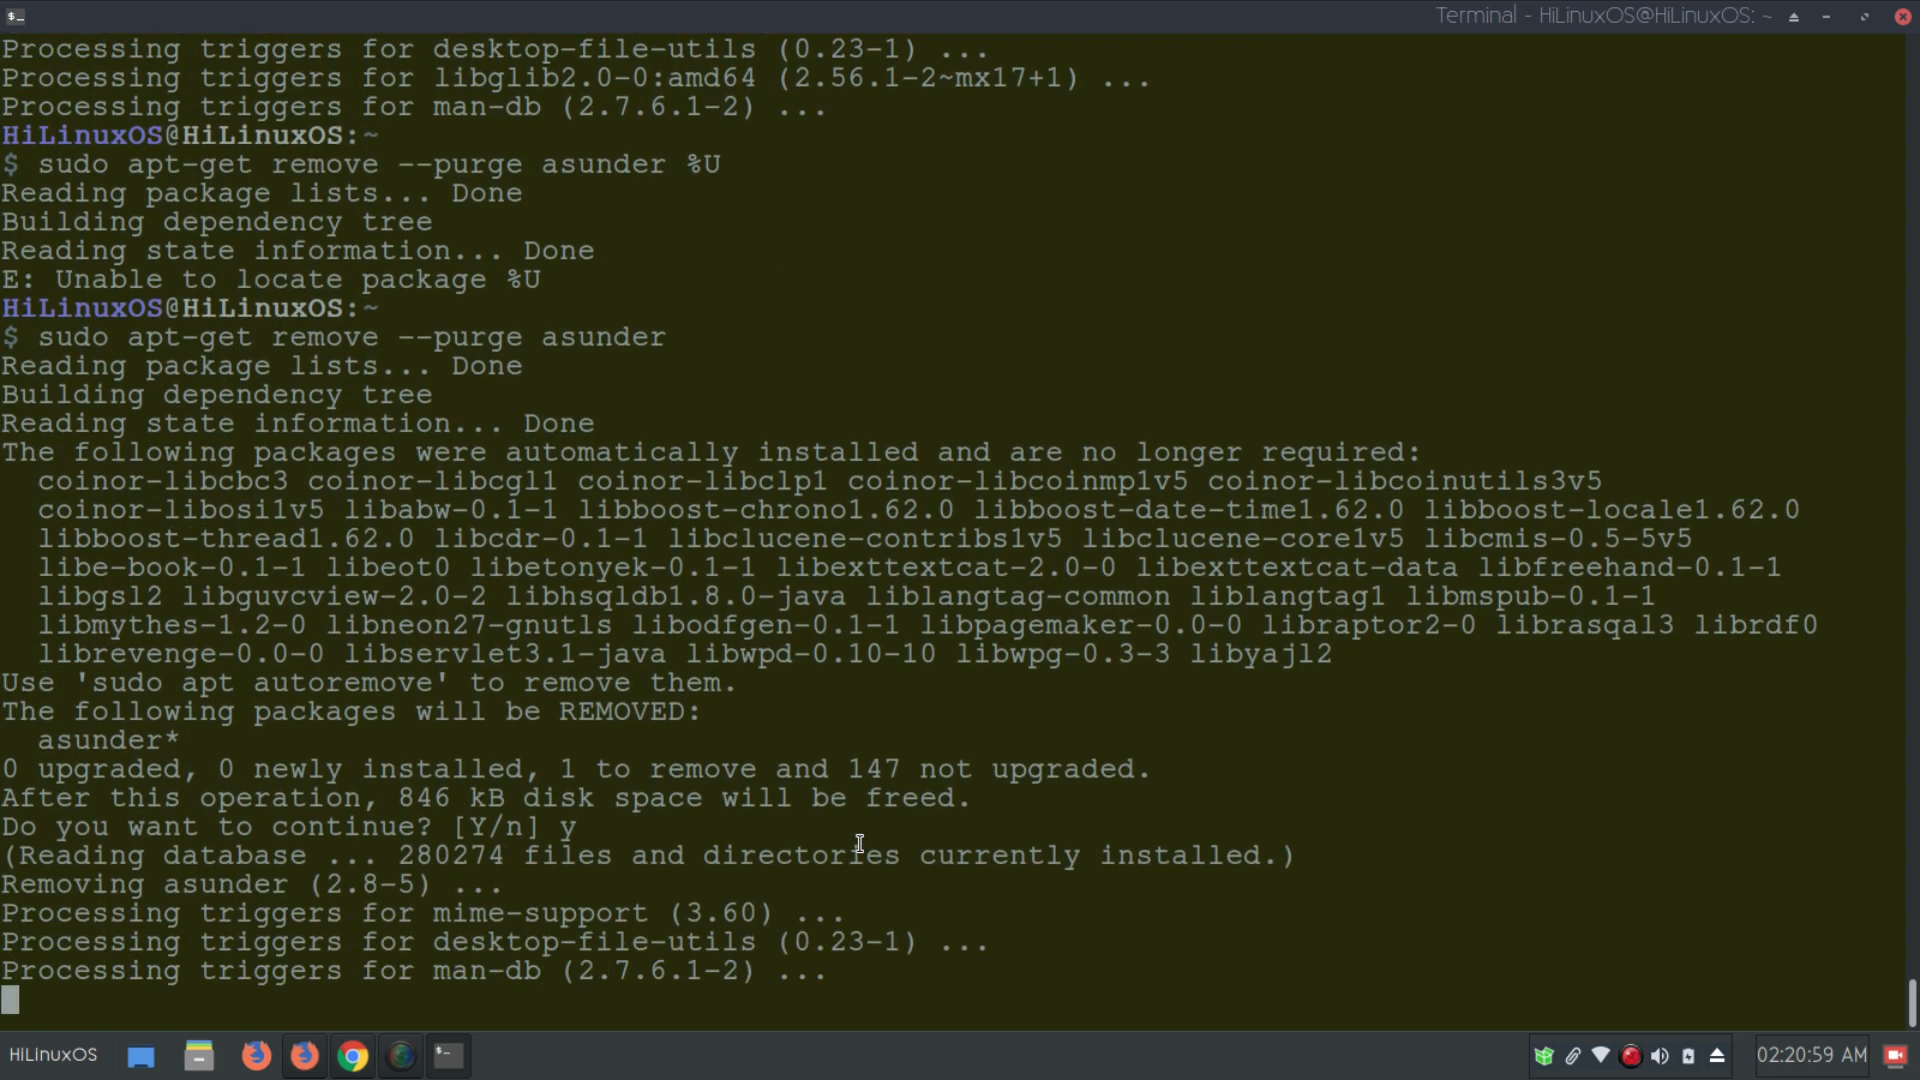 Terminal - HiLinuxOS@HiLinuxOS: ~
Processing triggers for desktop-file-utils (0.23-1) ...
Processing triggers for libglib2.0-0:amd64 (2.56.1-2~mx17+1) ...
Processing triggers for man-db (2.7.6.1-2) ...
HiLinuxOS@HiLinuxOS:~
$ sudo apt-get remove --purge asunder %U
Reading package lists... Done
Building dependency tree
Reading state information... Done
E: Unable to locate package %U
HiLinuxOS@HiLinuxOS:~
$ sudo apt-get remove --purge asunder
Reading package lists... Done
Building dependency tree
Reading state information... Done
The following packages were automatically installed and are no longer required:
coinor-libcbc3 coinor-libcgl1 coinor-libclp1 coinor-libcoinmp1v5 coinor-libcoinutils3v5
coinor-libosi1v5 libabw-0.1-1 libboost-chrono1.62.0 libboost-date-time1.62.0 libboost-locale1.62.0
libboost-thread1.62.0 libcdr-0.1-1 libclucene-contribs1v5 libclucene-core1v5 libcmis-0.5-5v5
libe-book-0.1-1 libeot0 libetonyek-0.1-1 libexttextcat-2.0-0 libexttextcat-data libfreehand-0.1-1
libgsl2 libguvcview-2.0-2 libhsqldb1.8.0-java liblangtag-common liblangtag1 libmspub-0.1-1
libmythes-1.2-0 libneon27-gnutls libodfgen-0.1-1 libpagemaker-0.0-0 libraptor2-0 librasqal3 librdf0
librevenge-0.0-0 libservlet3.1-java libwpd-0.10-10 libwpg-0.3-3 libyajl2
Use 'sudo apt autoremove' to remove them.
The following packages will be REMOVED:
asunder*
0 upgraded, 0 newly installed, 1 to remove and 147 not upgraded.
After this operation, 846 kB disk space will be freed.
Do you want to continue? [Y/n] y
(Reading database ... 280274 files and directories currently installed.)
Removing asunder (2.8-5) ...
Processing triggers for mime-support (3.60) ...
Processing triggers for desktop-file-utils (0.23-1) ...
Processing triggers for man-db (2.7.6.1-2) ...
HiLinuxOS
02:20:59 AM